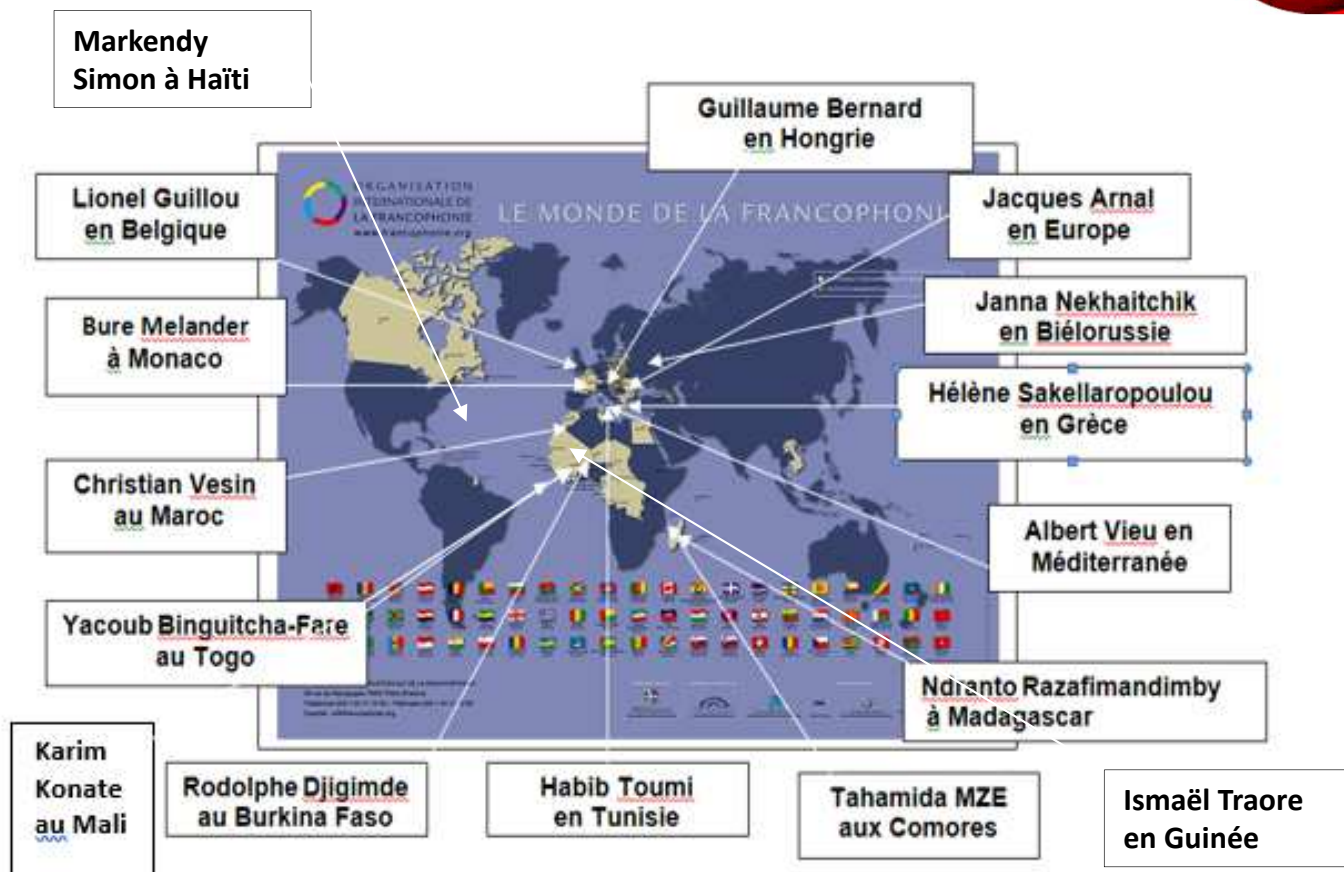 Markendy
Simon à Haïti
Guillaume Bernard
en Hongrie
Lionel Guillou
en Belgique
ORGANISATION
INTERNATIONALE DE
LA FRANCOPHONIE
www.francophonie.org
LE MONDE DE LA FRANCOPHONI
Jacques Arnal
en Europe
Bure Melander
à Monaco
Janna Nekhaitchik
en Biélorussie
Hélène Sakellaropoulou
en Grèce
Christian Vesin
au Maroc
Albert Vieu en
Méditerranée
Yacoub Binguitcha-Fare
au Togo
Ndranto Razafimandimby
à Madagascar
Karim
Konate
au Mali
Rodolphe Djigimde
au Burkina Faso
Habib Toumi
en Tunisie
Tahamida MZE
aux Comores
Ismaël Traore
en Guinée